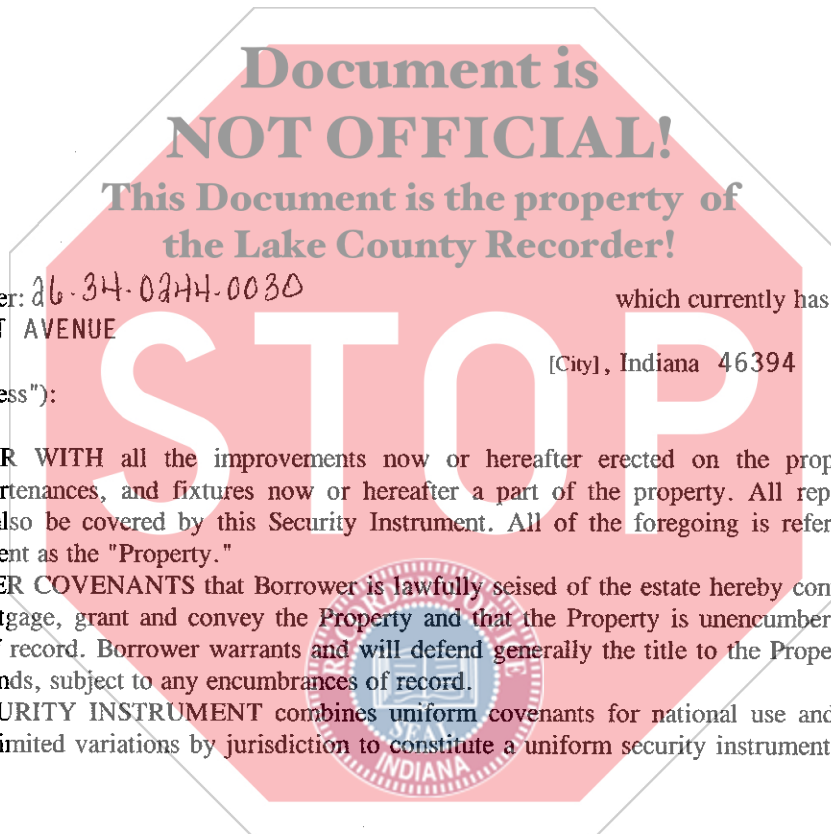 Document is
NOT OFFICIAL!
This Document is the property of
the Lake County Recorder!
er: 26-34-0244-0030 which currently has
T AVENUE
[City], Indiana 46394
ess"):
STOP
R WITH all the improvements now or hereafter erected on the prop
rtenances, and fixtures now or hereafter a part of the property. All rep
also be covered by this Security Instrument. All of the foregoing is refer
ent as the "Property."
ER COVENANTS that Borrower is lawfully seised of the estate hereby con
tgage, grant and convey the Property and that the Property is unencumber
f record. Borrower warrants and will defend generally the title to the Prope
nds, subject to any encumbrances of record.
URITY INSTRUMENT combines uniform covenants for national use and
imited variations by jurisdiction to constitute a uniform security instrument
RECORDER'S OFFICE
SEAL
INDIANA